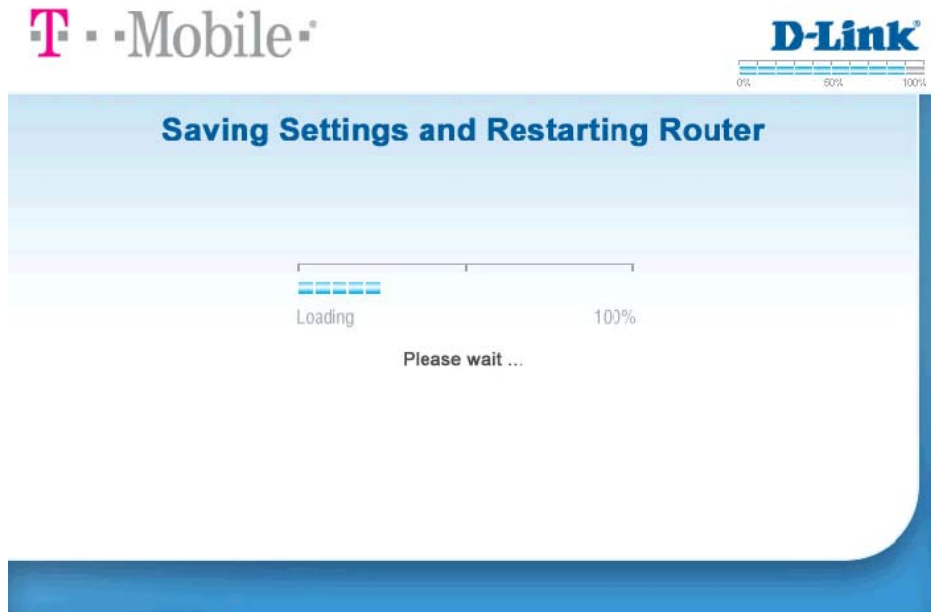 T··Mobile·
D-Link
0% 50% 100%
Saving Settings and Restarting Router
Loading 100%
Please wait ...